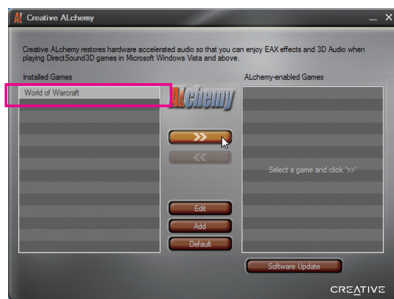 Creative ALchemy
Creative ALchemy restores hardware accelerated audio so that you can enjoy EAX effects and 3D Audio when
playing DirectSound3D games in Microsoft Windows Vista and above.
Installed Games
ALchemy-enabled Games
World of Warcraft
ALchemy
>>
<<
Select a game and click '>>'
Edit
Add
Default
Software Update
CREATIVE